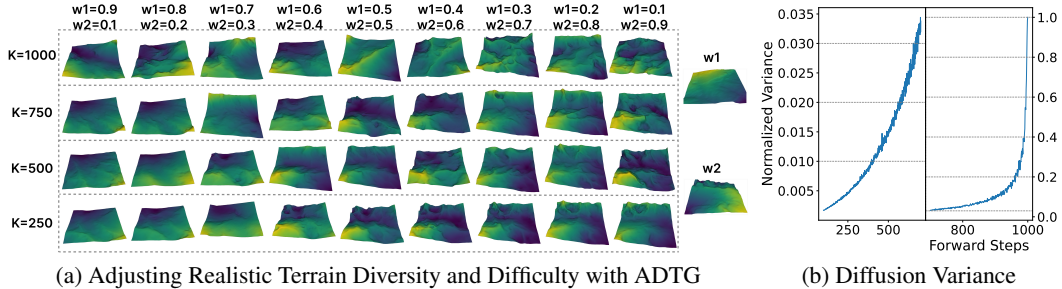 w1=0.9 w1=0.8 w1=0.7 w1=0.6 w1=0.5 w1=0.4 w1=0.3 w1=0.2 w1=0.1
w2=0.1 w2=0.2 w2=0.3 w2=0.4 w2=0.5 w2=0.6 w2=0.7 w2=0.8 w2=0.9
K=1000
K=750
K=500
K=250
w1
w2
(a) Adjusting Realistic Terrain Diversity and Difficulty with ADTG
Normalized Variance
0.035
0.030
0.020
0.015
0.010
0.005
1.0
0.8
0.6
0.4
0.2
0.0
250 500 800 1000
Forward Steps
(b) Diffusion Variance